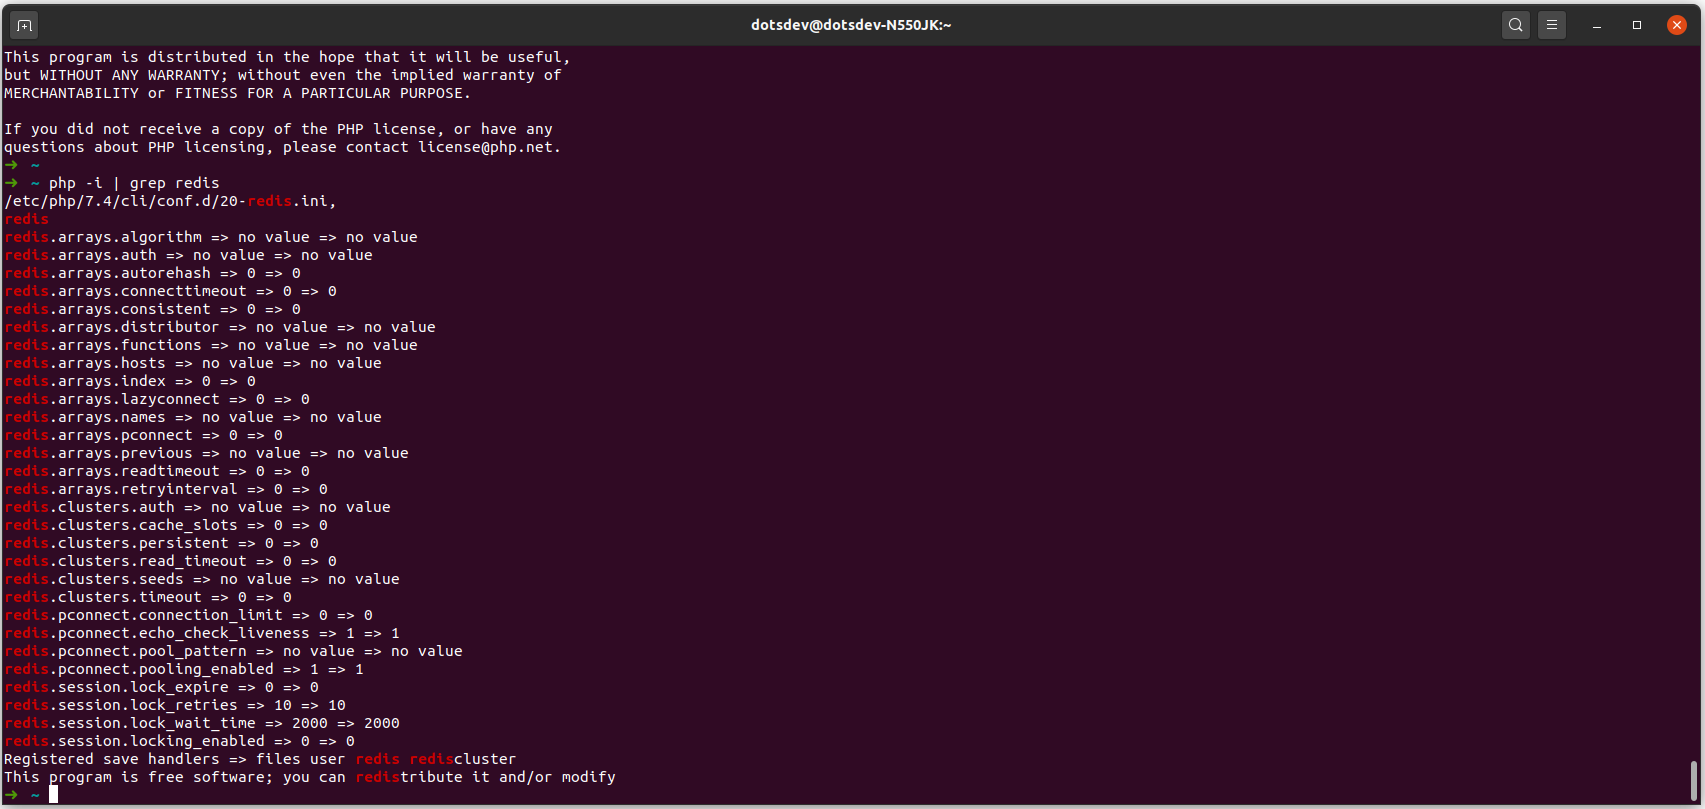 dotsdev@dotsdev-N550JK:~
This program is distributed in the hope that it will be useful,
but WITHOUT ANY WARRANTY; without even the implied warranty of
MERCHANTABILITY or FITNESS FOR A PARTICULAR PURPOSE.
If you did not receive a copy of the PHP license, or have any
questions about PHP licensing, please contact license@php.net.
➜ ~
➜ ~ php -i | grep redis
/etc/php/7.4/cli/conf.d/20-redis.ini,
redis
redis.arrays.algorithm => no value => no value
redis.arrays.auth => no value => no value
redis.arrays.autorehash => 0 => 0
redis.arrays.connecttimeout => 0 => 0
redis.arrays.consistent => 0 => 0
redis.arrays.distributor => no value => no value
redis.arrays.functions => no value => no value
redis.arrays.hosts => no value => no value
redis.arrays.index => 0 => 0
redis.arrays.lazyconnect => 0 => 0
redis.arrays.names => no value => no value
redis.arrays.pconnect => 0 => 0
redis.arrays.previous => no value => no value
redis.arrays.readtimeout => 0 => 0
redis.arrays.retryinterval => 0 => 0
redis.clusters.auth => no value => no value
redis.clusters.cache_slots => 0 => 0
redis.clusters.persistent => 0 => 0
redis.clusters.read_timeout => 0 => 0
redis.clusters.seeds => no value => no value
redis.clusters.timeout => 0 => 0
redis.pconnect.connection_limit => 0 => 0
redis.pconnect.echo_check_liveness => 1 => 1
redis.pconnect.pool_pattern => no value => no value
redis.pconnect.pooling_enabled => 1 => 1
redis.session.lock_expire => 0 => 0
redis.session.lock_retries => 10 => 10
redis.session.lock_wait_time => 2000 => 2000
redis.session.locking_enabled => 0 => 0
Registered save handlers => files user redis rediscluster
This program is free software; you can redistribute it and/or modify
➜ ~